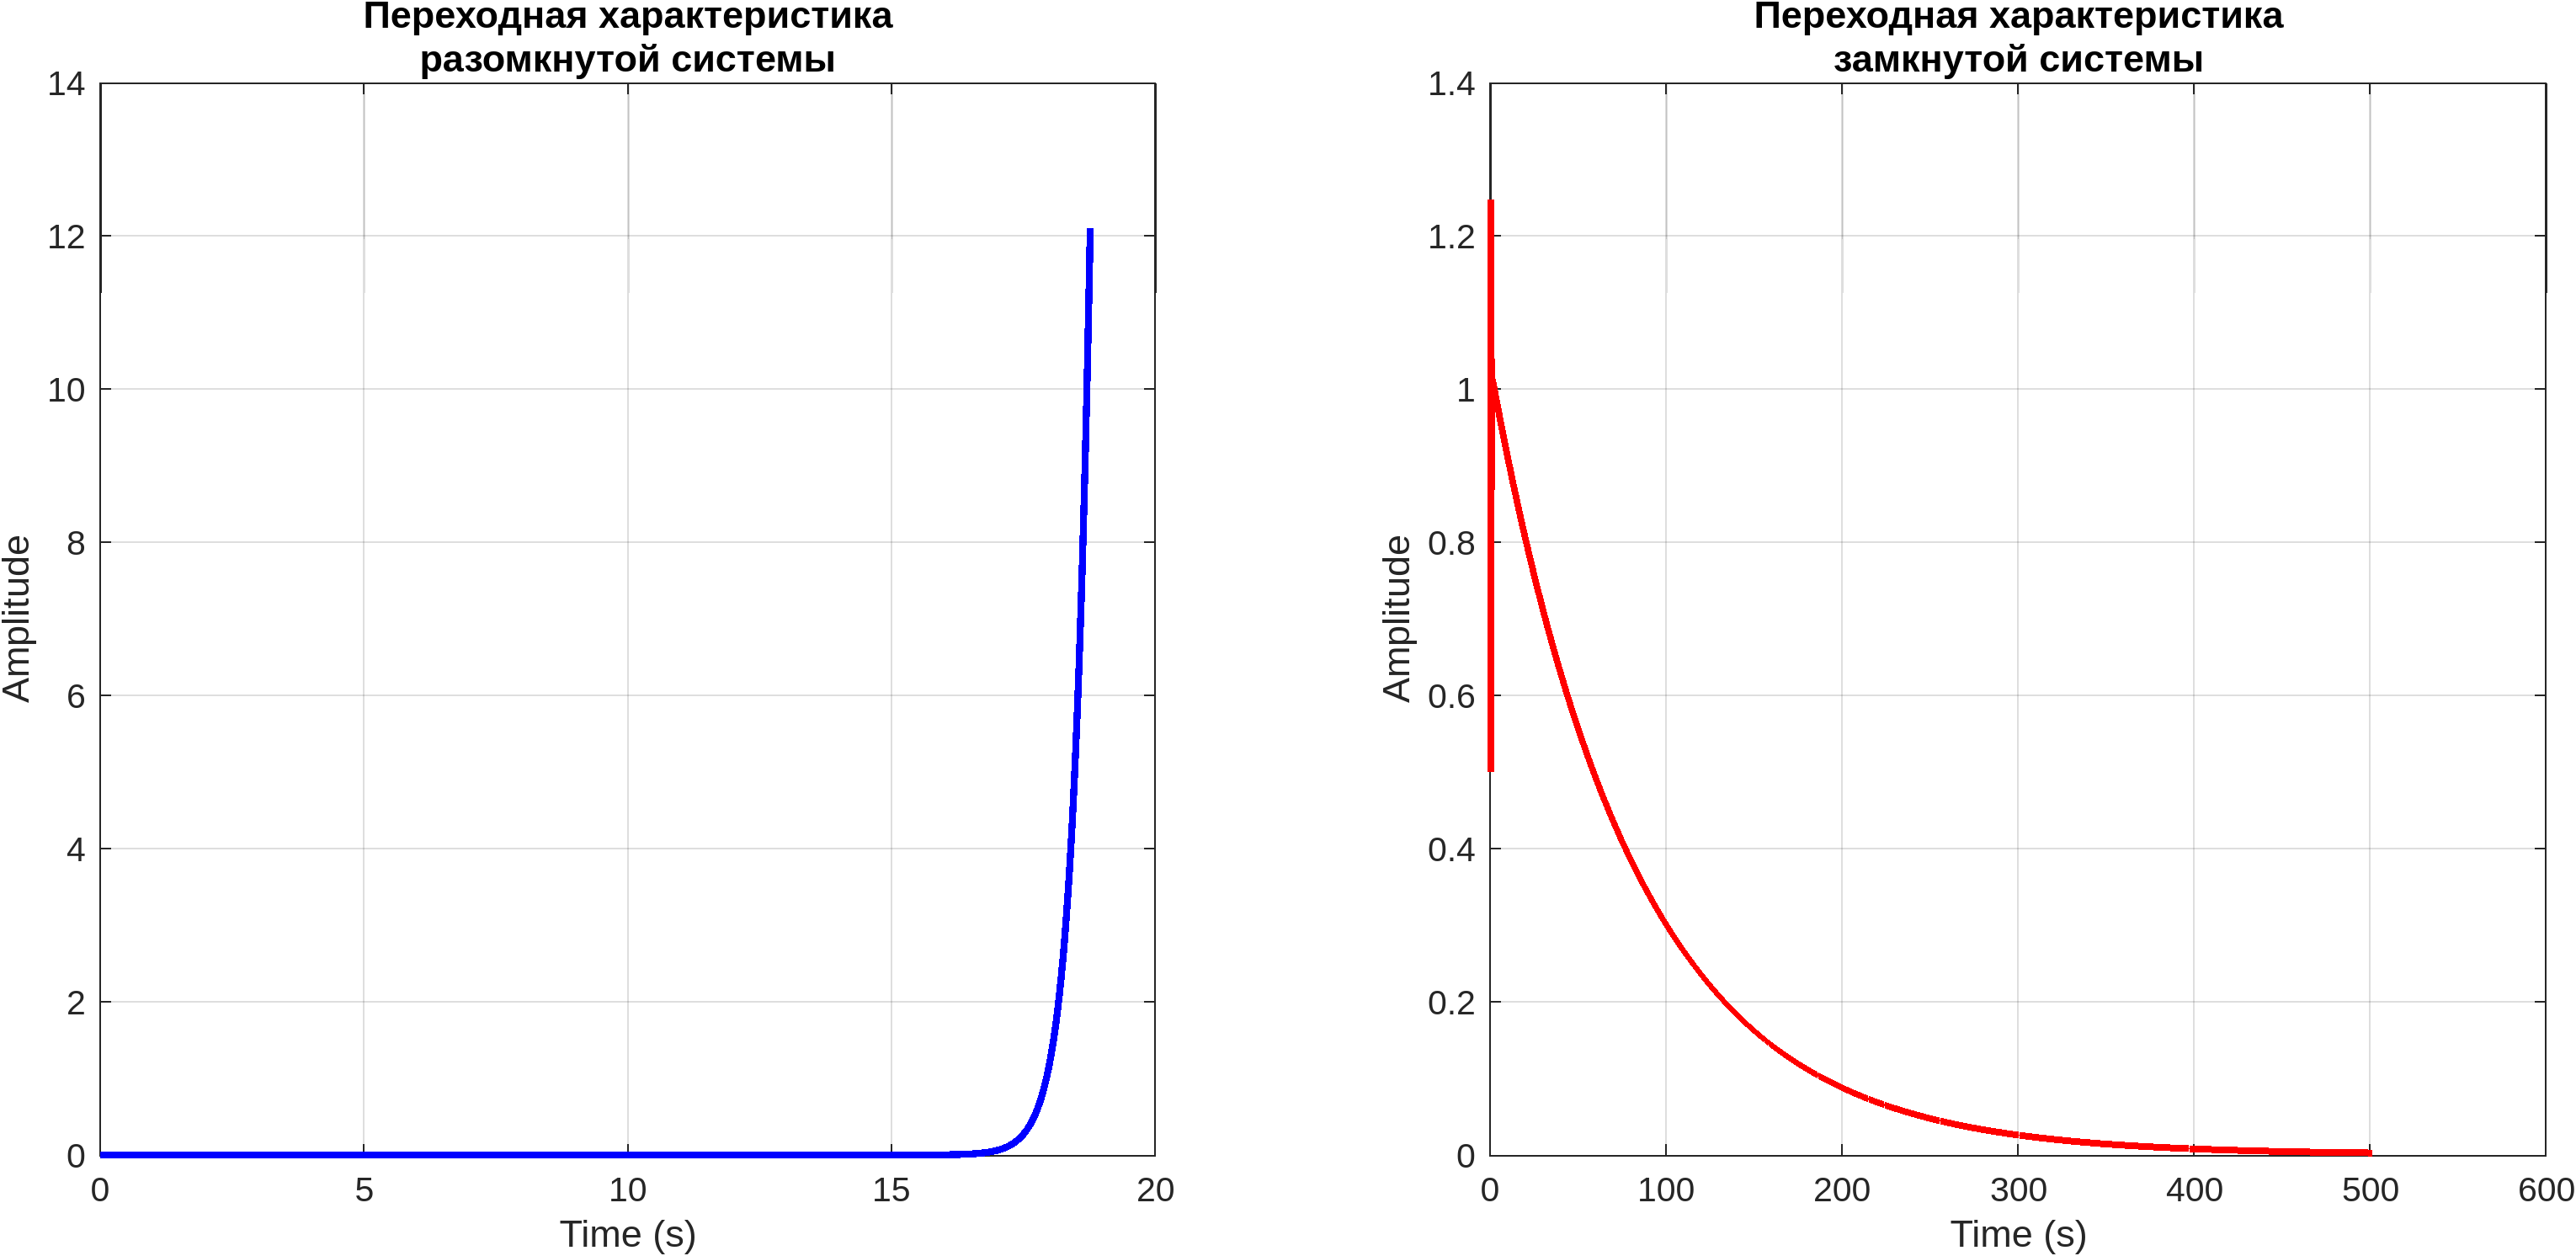 Переходная характеристика
разомкнутой системы
14
12
10
8
6
4
2
0
Amplitude
0 5 10 15 20
Time (s)
Переходная характеристика
замкнутой системы
1.4
1.2
1
0.8
0.6
0.4
0.2
0
Amplitude
0 100 200 300 400 500 600
Time (s)